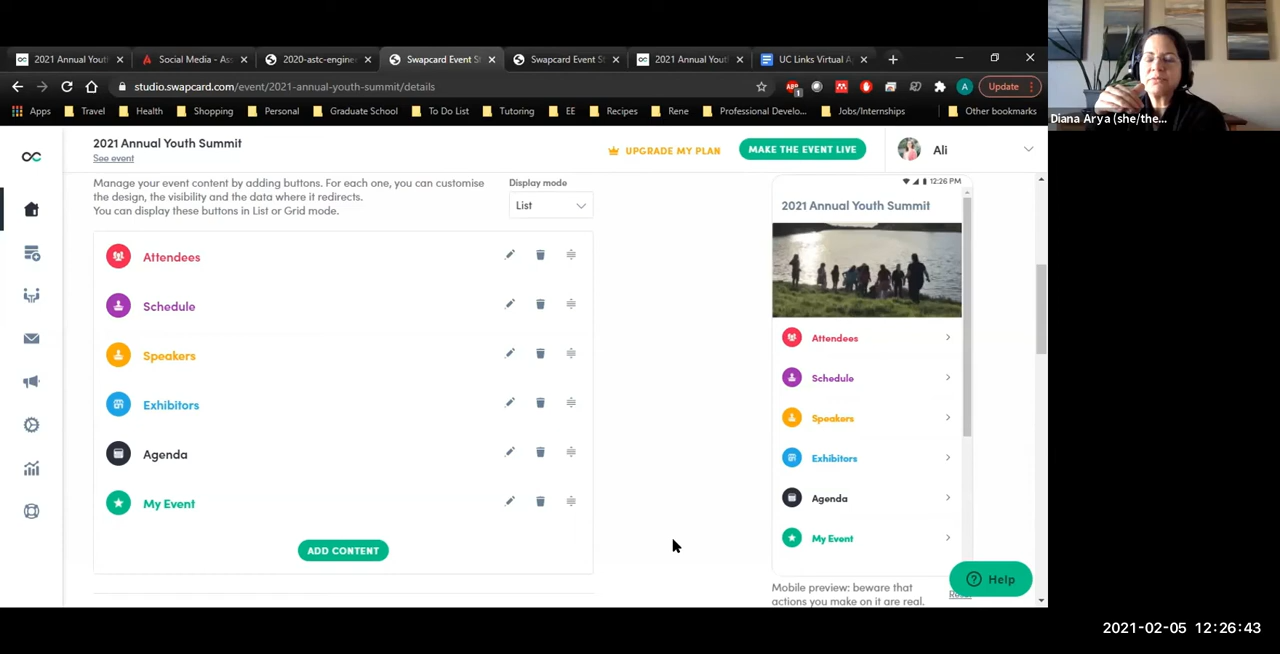 2021 Annual Yout
Social Media - Ass
2020-astc-enginee
Swapcard Event S
Swapcard Event St
2021 Annual Yout
UC Links Virtual A
studio.swapcard.com/event/2021-annual-youth-summit/details
Update
Apps
Travel
Health
Shopping
Personal
Graduate School
To Do List
Tutoring
EE
Recipes
Rene
Professional Develo...
Jobs/Internships
Other bookmarks
Diana Arya (she/the...
2021 Annual Youth Summit
See event
UPGRADE MY PLAN
MAKE THE EVENT LIVE
Ali
Manage your event content by adding buttons. For each one, you can customise
the design, the visibility and the data where it redirects.
You can display these buttons in List or Grid mode.
Display mode
List
Attendees
Schedule
Speakers
Exhibitors
Agenda
My Event
ADD CONTENT
12:26 PM
2021 Annual Youth Summit
Attendees
Schedule
Speakers
Exhibitors
Agenda
My Event
Help
Mobile preview: beware that
actions you make on it are real.
2021-02-05 12:26:43